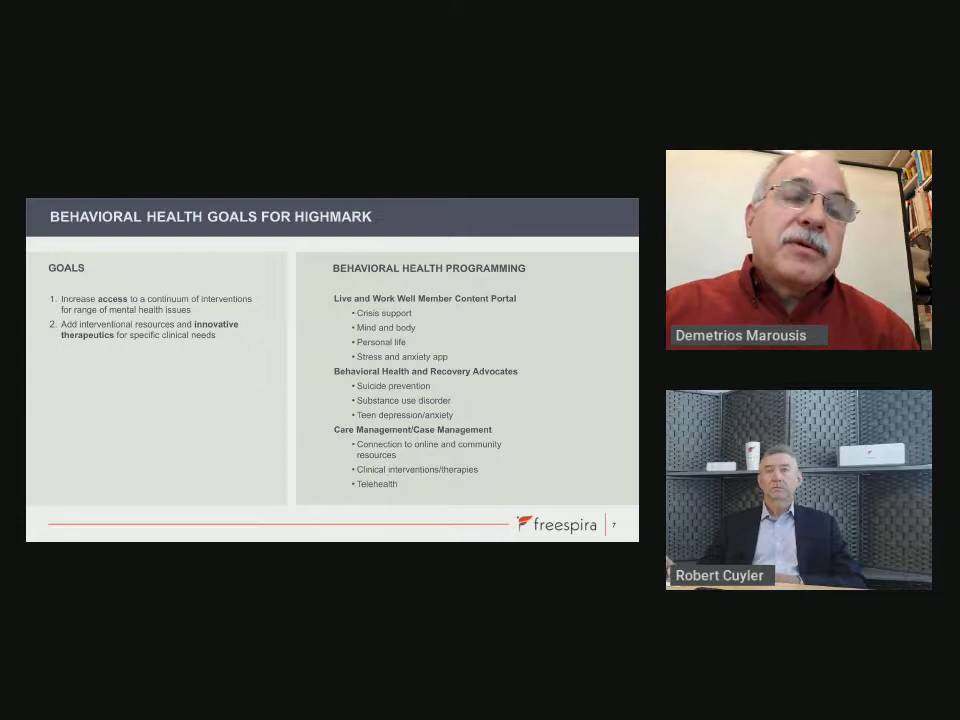 BEHAVIORAL HEALTH GOALS FOR HIGHMARK
GOALS
1. Increase access to a continuum of interventions
for range of mental health issues
2. Add interventional resources and innovative
therapeutics for specific clinical needs
BEHAVIORAL HEALTH PROGRAMMING
Live and Work Well Member Content Portal
• Crisis support
• Mind and body
• Personal life
• Stress and anxiety app
Behavioral Health and Recovery Advocates
• Suicide prevention
• Substance use disorder
• Teen depression/anxiety
Care Management/Case Management
• Connection to online and community
resources
• Clinical interventions/therapies
• Telehealth
freespira
7
Demetrios Marousis
Robert Cuyler